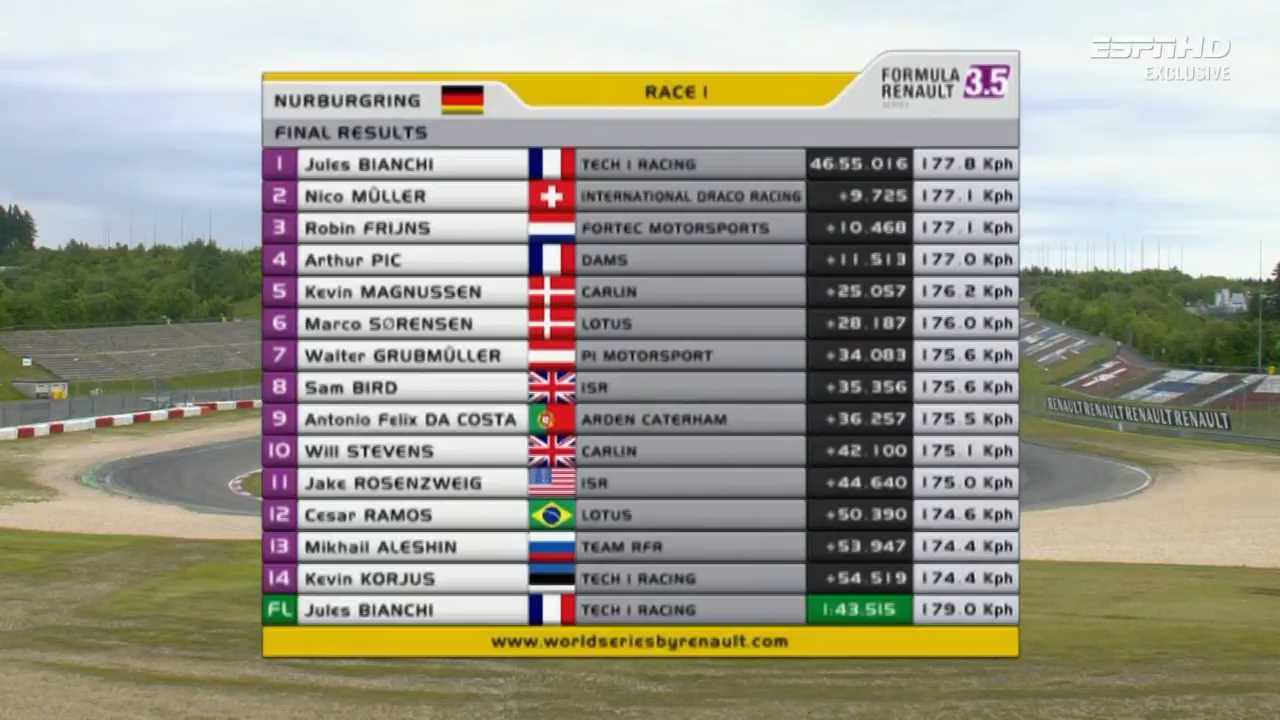 ESPN HD
EXCLUSIVE
NURBURGRING RACE 1 FORMULA RENAULT 3.5 SERIES
FINAL RESULTS
1 Jules BIANCHI TECH 1 RACING 46.55.016 177.8 Kph
2 Nico MÜLLER INTERNATIONAL DRACO RACING +9.725 177.1 Kph
3 Robin FRIJNS FORTEC MOTORSPORTS +10.468 177.1 Kph
4 Arthur PIC DAMS +11.513 177.0 Kph
5 Kevin MAGNUSSEN CARLIN +25.057 176.2 Kph
6 Marco SØRENSEN LOTUS +28.187 176.0 Kph
7 Walter GRUBMÜLLER PI MOTORSPORT +34.083 175.6 Kph
8 Sam BIRD ISR +35.356 175.6 Kph
9 Antonio Felix DA COSTA ARDEN CATERHAM +36.257 175.5 Kph
10 Will STEVENS CARLIN +42.100 175.1 Kph
11 Jake ROSENZWEIG ISR +44.640 175.0 Kph
12 Cesar RAMOS LOTUS +50.390 174.6 Kph
13 Mikhail ALESHIN TEAM RFR +53.947 174.4 Kph
14 Kevin KORJUS TECH 1 RACING +54.519 174.4 Kph
FL Jules BIANCHI TECH 1 RACING 1:43.515 179.0 Kph
www.worldseriesbyrenault.com
RENAULT RENAULT RENAULT RENAULT